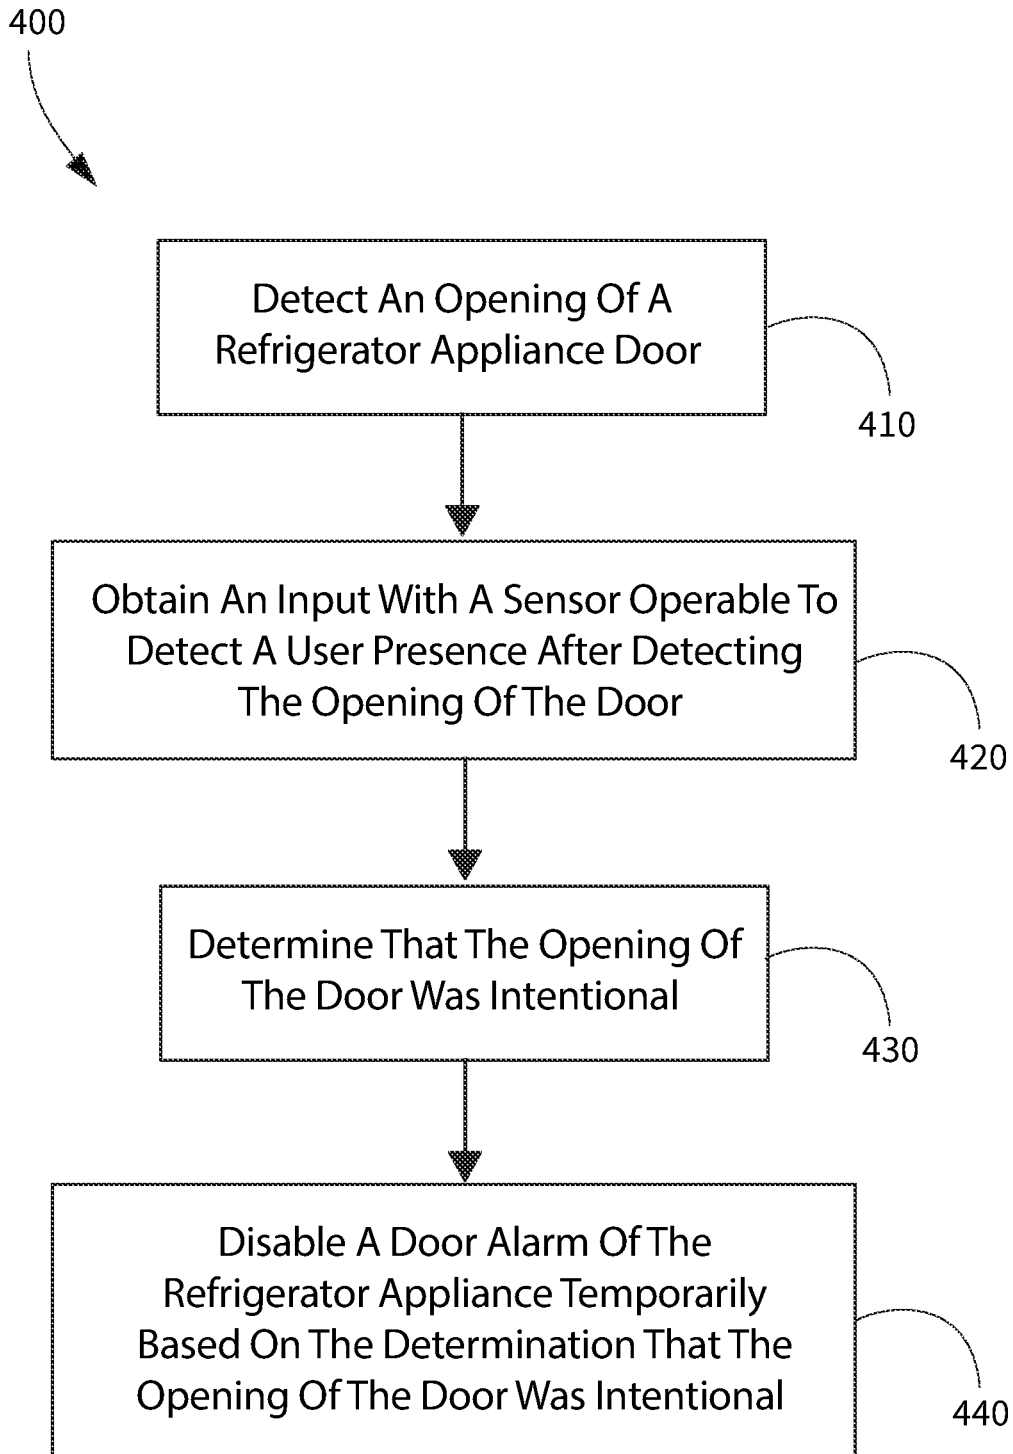 400
Detect An Opening Of A
Refrigerator Appliance Door
410
Obtain An Input With A Sensor Operable To
Detect A User Presence After Detecting
The Opening Of The Door
420
Determine That The Opening Of
The Door Was Intentional
430
Disable A Door Alarm Of The
Refrigerator Appliance Temporarily
Based On The Determination That The
Opening Of The Door Was Intentional
440